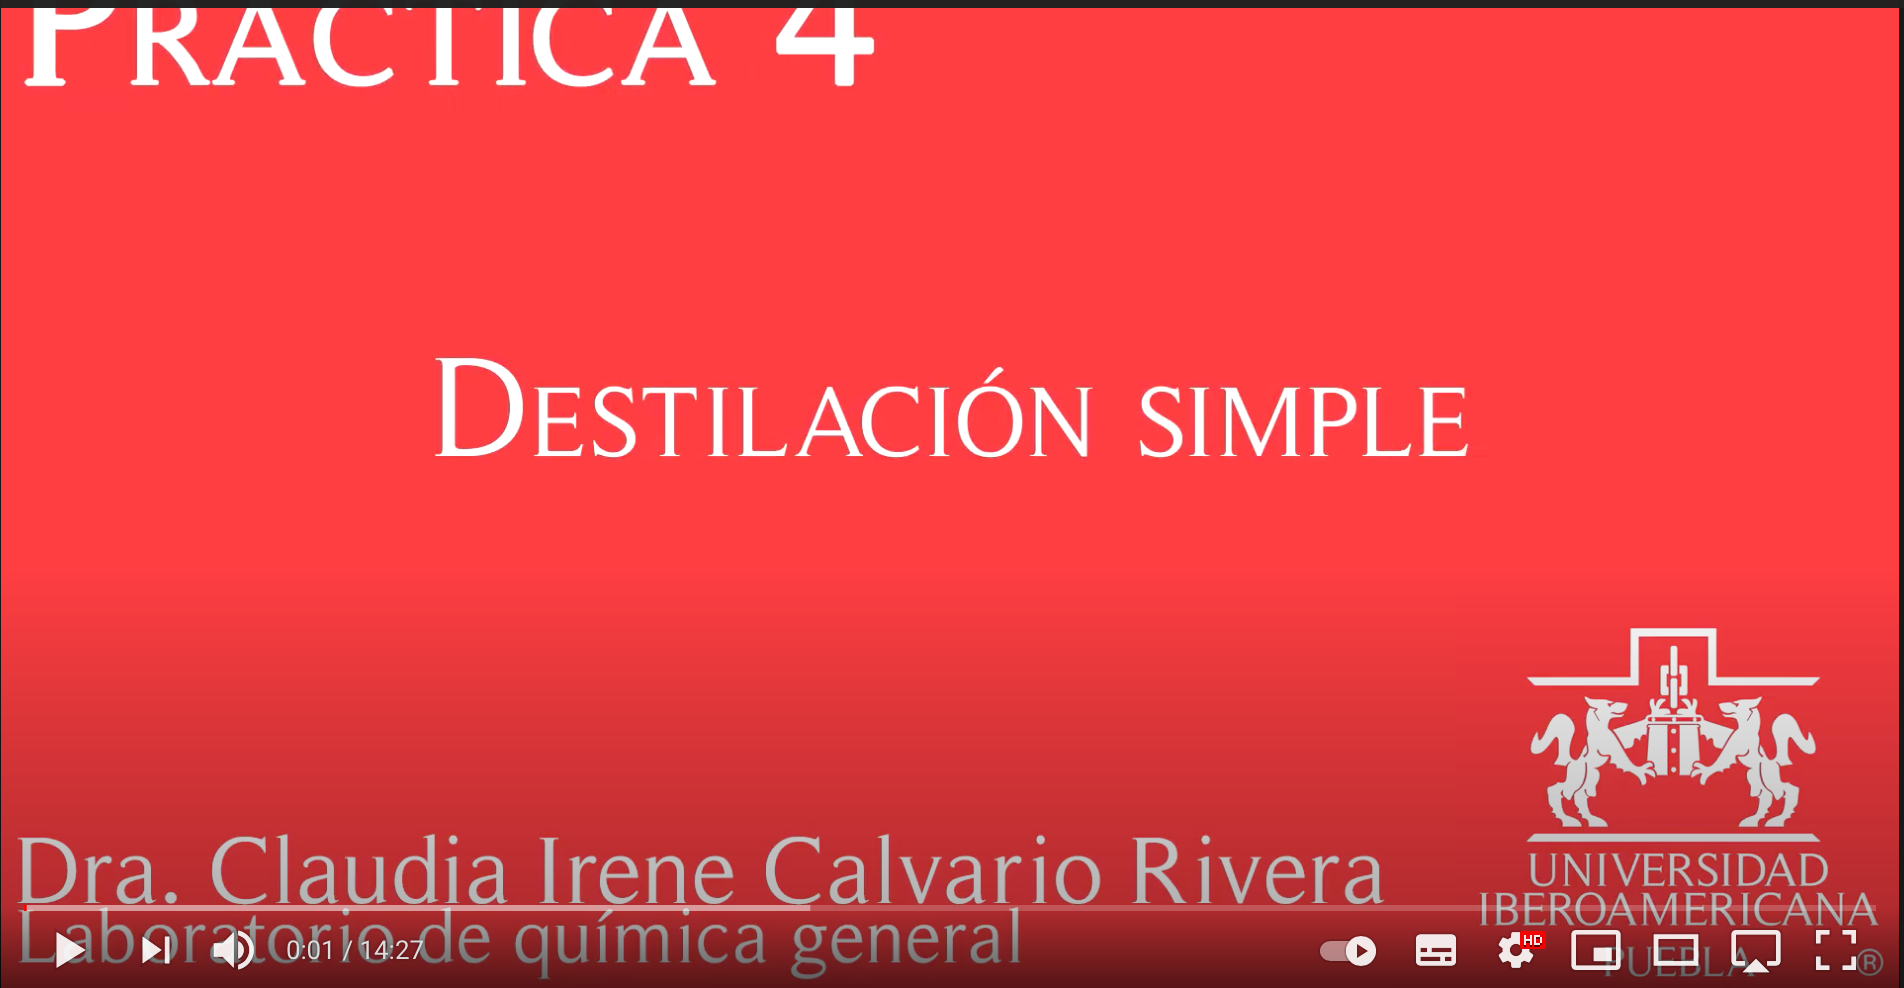 PRÁCTICA 4
DESTILACIÓN SIMPLE
Dra. Claudia Irene Calvario Rivera
Laboratorio de química general
UNIVERSIDAD
IBEROAMERICANA
PUEBLA ®
0:01 / 14:27
HD